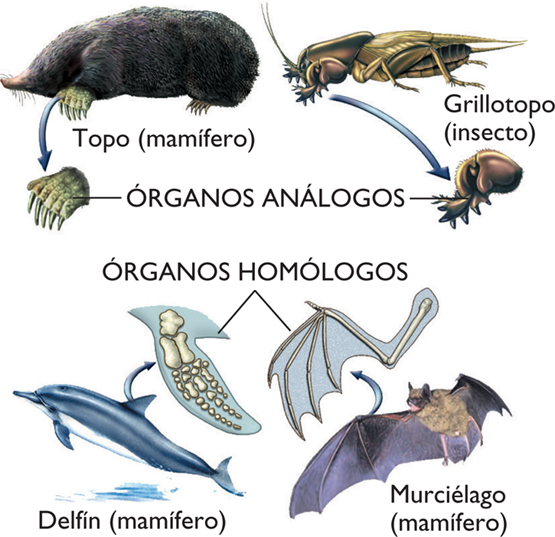 Topo (mamífero)
Grillotopo
(insecto)
ÓRGANOS ANÁLOGOS
ÓRGANOS HOMÓLOGOS
Delfín (mamífero)
Murciélago
(mamífero)